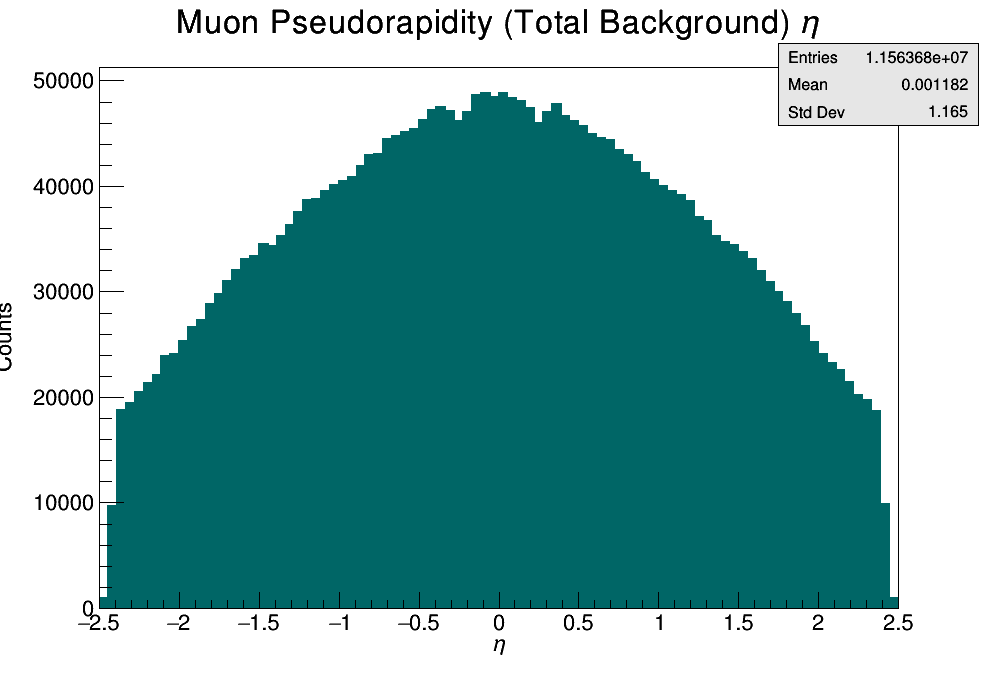 Muon Pseudorapidity (Total Background) η
Entries 1.156368e+07
Mean 0.001182
Std Dev 1.165
50000
40000
30000
20000
10000
0
Counts
−2.5 −2 −1.5 −1 −0.5 0 0.5 1 1.5 2 2.5
η